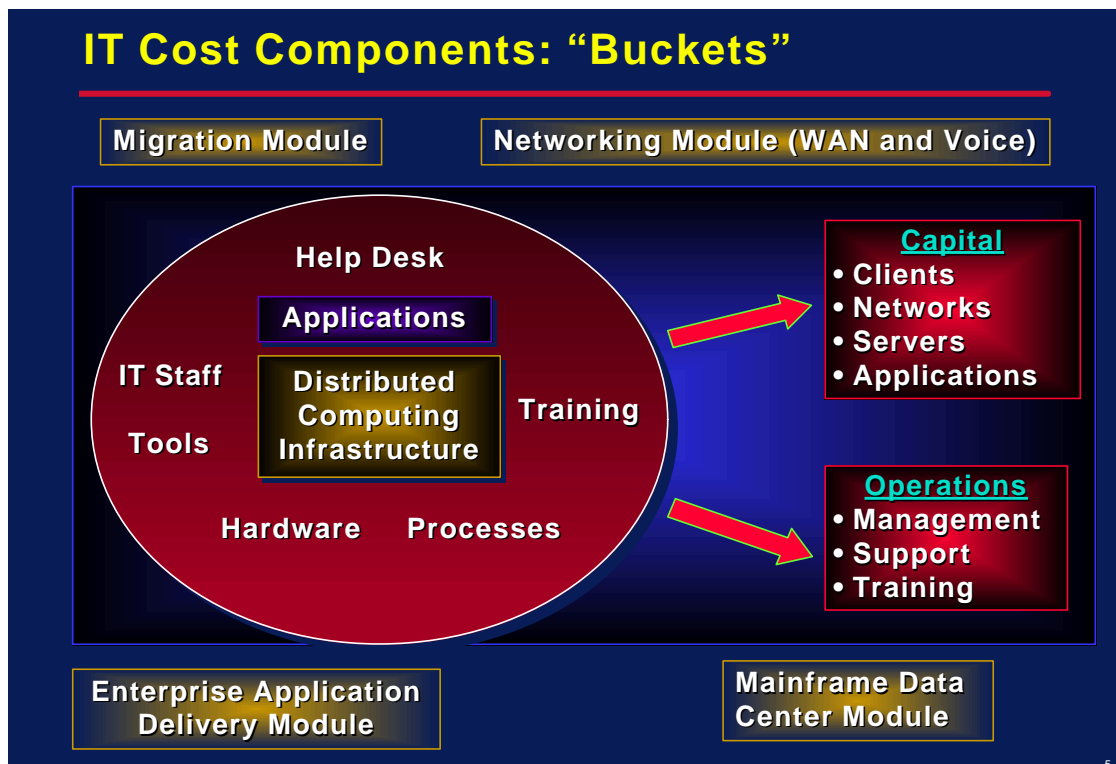 IT Cost Components: “Buckets”
Migration Module
Networking Module (WAN and Voice)
Help Desk
Applications
IT Staff
Distributed
Computing
Infrastructure
Training
Tools
Hardware
Processes
Capital
• Clients
• Networks
• Servers
• Applications
Operations
• Management
• Support
• Training
Enterprise Application
Delivery Module
Mainframe Data
Center Module
5